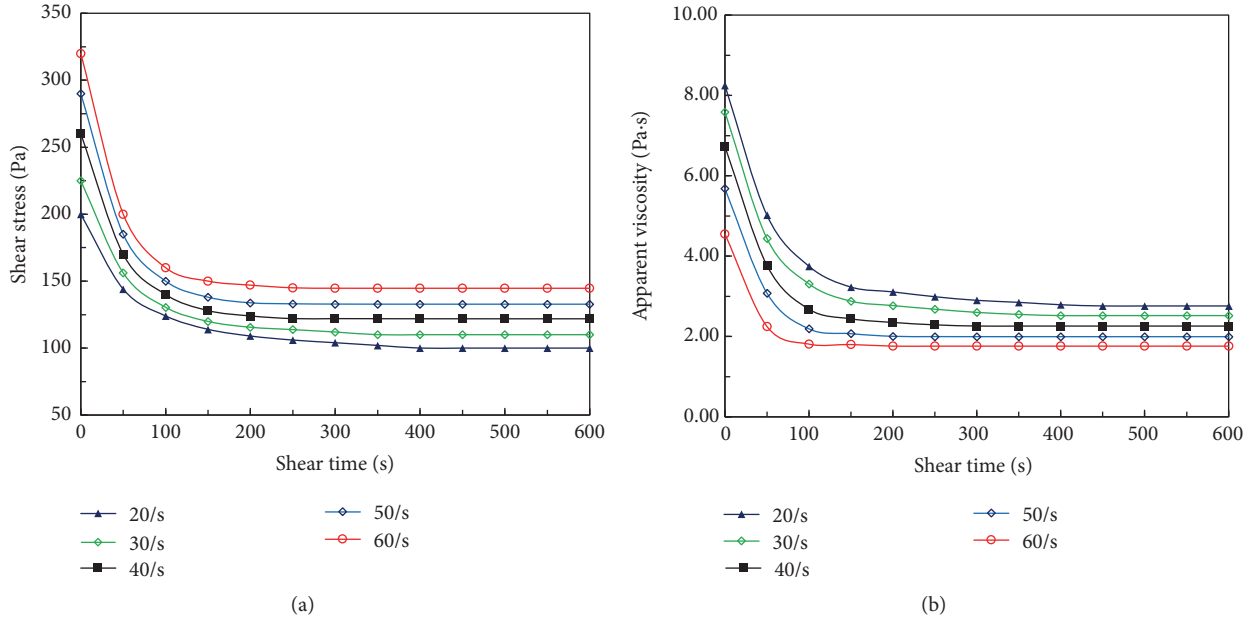 350
300
250
200
150
100
50
Shear stress (Pa)
0 100 200 300 400 500 600
Shear time (s)
20/s
30/s
40/s
50/s
60/s
(a)
10.00
8.00
6.00
4.00
2.00
0.00
Apparent viscosity (Pa·s)
0 100 200 300 400 500 600
Shear time (s)
20/s
30/s
40/s
50/s
60/s
(b)